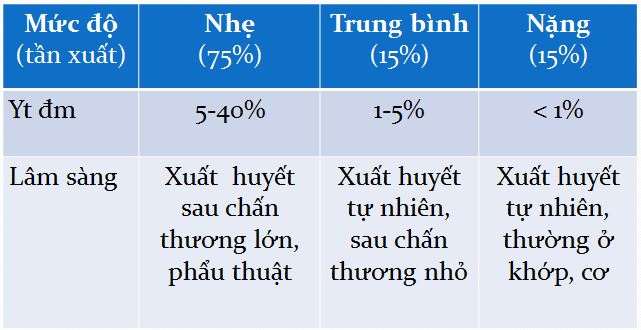 Mức độ
(tần xuất)
Nhẹ
(75%)
Trung bình
(15%)
Nặng
(15%)
Yt đm
5-40%
1-5%
< 1%
Lâm sàng
Xuất huyết
sau chấn
thương lớn,
phẩu thuật
Xuất huyết
tự nhiên,
sau chấn
thương nhỏ
Xuất huyết
tự nhiên,
thường ở
khớp, cơ